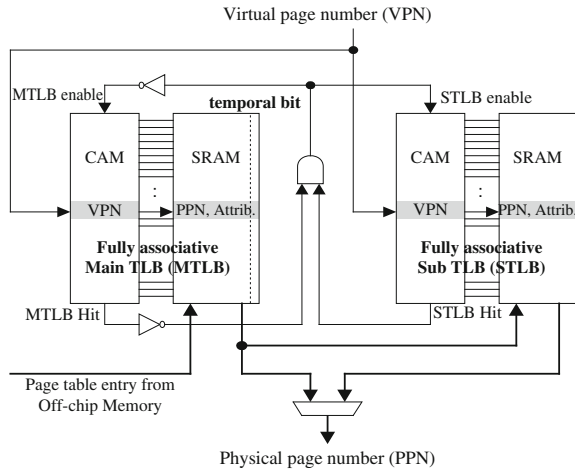 Virtual page number (VPN)
MTLB enable
temporal bit
STLB enable
CAM
SRAM
CAM
SRAM
:
:
VPN
PPN, Attrib.
VPN
PPN, Attrib.
Fully associative
Main TLB (MTLB)
Fully associative
Sub TLB (STLB)
MTLB Hit
STLB Hit
Page table entry from
Off-chip Memory
Physical page number (PPN)